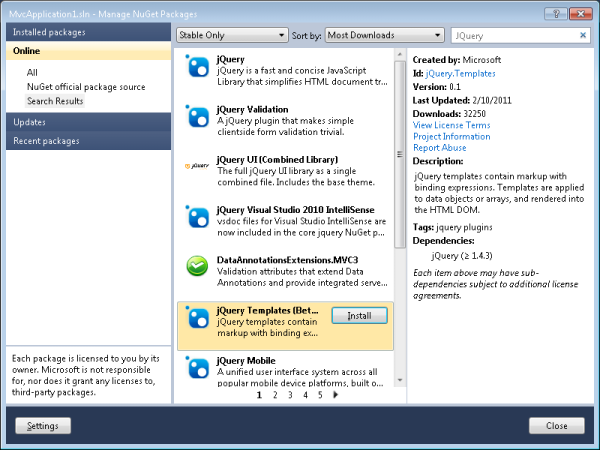 MvcApplication1.sln - Manage NuGet Packages
Installed packages
Online
All
NuGet official package source
Search Results
Updates
Recent packages
Each package is licensed to you by its
owner. Microsoft is not responsible
for, nor does it grant any licenses to,
third-party packages.
Stable Only
Sort by: Most Downloads
jQuery
jQuery
jQuery is a fast and concise JavaScript
Library that simplifies HTML document tr...
jQuery Validation
A jQuery plugin that makes simple
clientside form validation trivial.
jQuery
jQuery UI (Combined Library)
The full jQuery UI library as a single
combined file. Includes the base theme.
jQuery Visual Studio 2010 IntelliSense
vsdoc files for Visual Studio IntelliSense are
now included in the core jquery NuGet p...
DataAnnotationsExtensions.MVC3
Validation attributes that extend Data
Annotations and provide integrated serve...
jQuery Templates (Bet...
jQuery templates contain
markup with binding ex...
Install
jQuery Mobile
A unified user interface system across all
popular mobile device platforms, built o...
1 2 3 4 5
Created by: Microsoft
Id: jQuery.Templates
Version: 0.1
Last Updated: 2/10/2011
Downloads: 32250
View License Terms
Project Information
Report Abuse
Description:
jQuery templates contain markup with
binding expressions. Templates are applied
to data objects or arrays, and rendered into
the HTML DOM.
Tags: jquery plugins
Dependencies:
jQuery (≥ 1.4.3)
Each item above may have sub-
dependencies subject to additional license
agreements.
Settings
Close